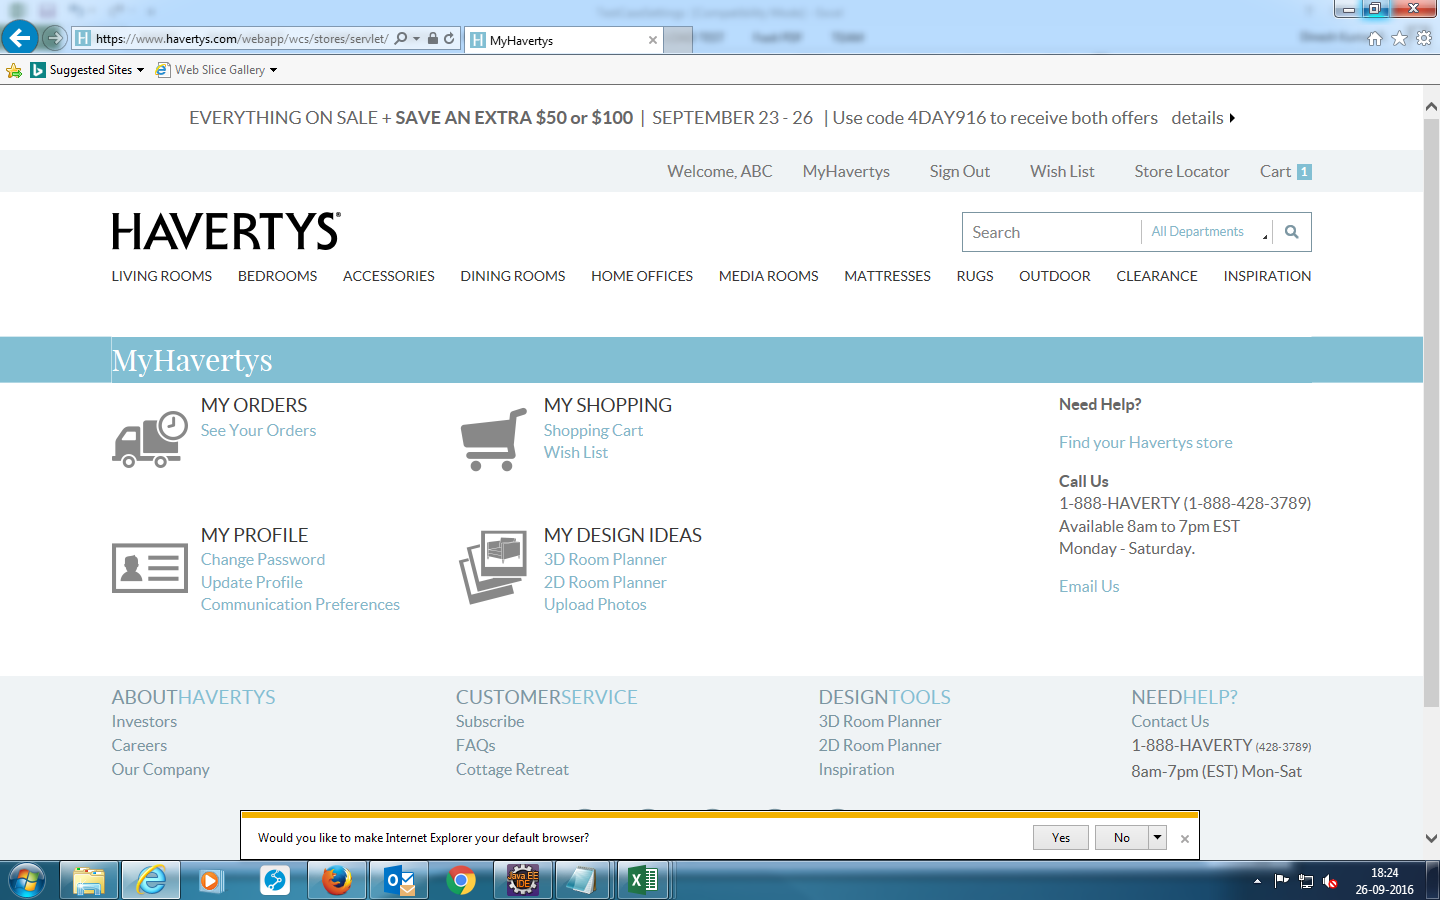 https://www.havertys.com/webapp/wcs/stores/servlet/
MyHavertys
Suggested Sites
Web Slice Gallery
EVERYTHING ON SALE + SAVE AN EXTRA $50 or $100 | SEPTEMBER 23 - 26 | Use code 4DAY916 to receive both offers details
Welcome, ABC MyHavertys Sign Out Wish List Store Locator Cart 1
HAVERTYS®
Search All Departments
LIVING ROOMS BEDROOMS ACCESSORIES DINING ROOMS HOME OFFICES MEDIA ROOMS MATTRESSES RUGS OUTDOOR CLEARANCE INSPIRATION
MyHavertys
MY ORDERS
See Your Orders
MY SHOPPING
Shopping Cart
Wish List
MY PROFILE
Change Password
Update Profile
Communication Preferences
MY DESIGN IDEAS
3D Room Planner
2D Room Planner
Upload Photos
Need Help?
Find your Havertys store
Call Us
1-888-HAVERTY (1-888-428-3789)
Available 8am to 7pm EST
Monday - Saturday.
Email Us
ABOUTHAVERTYS
Investors
Careers
Our Company
CUSTOMERSERVICE
Subscribe
FAQs
Cottage Retreat
DESIGNTOOLS
3D Room Planner
2D Room Planner
Inspiration
NEEDHELP?
Contact Us
1-888-HAVERTY (428-3789)
8am-7pm (EST) Mon-Sat
Would you like to make Internet Explorer your default browser? Yes No
Java EE
IDE
18:24
26-09-2016